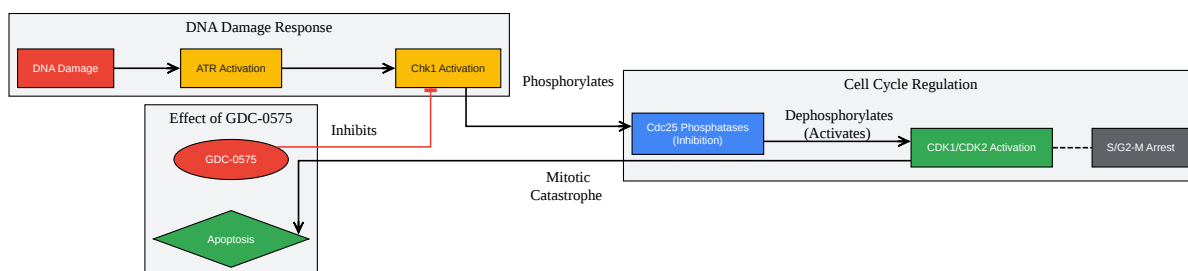 DNA Damage Response
DNA Damage
ATR Activation
Chk1 Activation
Phosphorylates
Cell Cycle Regulation
Effect of GDC-0575
Inhibits
GDC-0575
Cdc25 Phosphatases
(Inhibition)
Dephosphorylates
(Activates)
CDK1/CDK2 Activation
S/G2-M Arrest
Mitotic
Catastrophe
Apoptosis